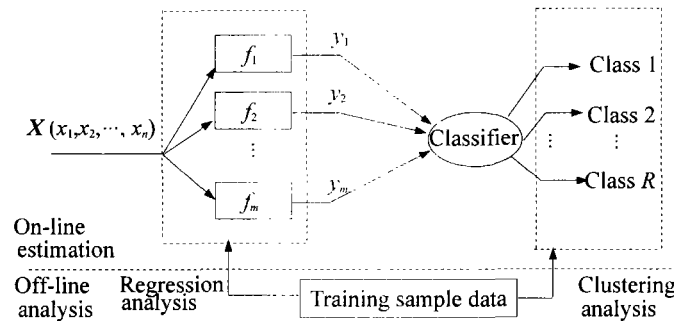 f₁
y₁
Class 1
X (x₁,x₂,⋯, xₙ)
f₂
y₂
Classifier
Class 2
⋮
⋮
⋮
fₘ
yₘ
Class R
On-line
estimation
Off-line
analysis
Regression
analysis
Training sample data
Clustering
analysis